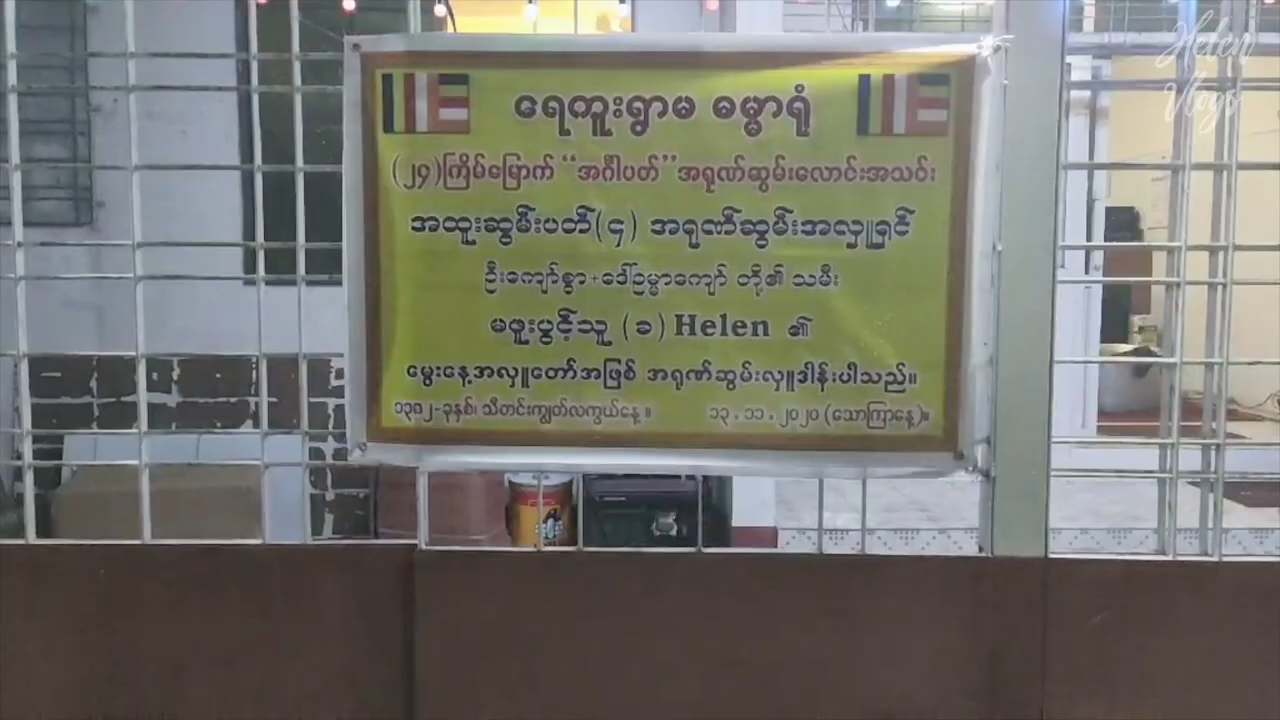 Helen
Vlogs
ရေကူးရွာမ ဓမ္မာရုံ
(၂၄)ကြိမ်မြောက် “အင်္ဂါပတ်” အရုဏ်ဆွမ်းလောင်းအသင်း
အထူးဆွမ်းပတ်(၄) အရုဏ်ဆွမ်းအလှူရှင်
ဦးကျော်စွာ+ဒေါ်ဥမ္မာကျော် တို့၏ သမီး
မဖူးပွင့်သူ (ခ) Helen ၏
မွေးနေ့အလှူတော်အဖြစ် အရုဏ်ဆွမ်းလှူဒါန်းပါသည်။
၁၃၈၂-ခုနှစ်၊ သီတင်းကျွတ်လကွယ်နေ့ ။ ၁၃.၁၁.၂၀၂၀ (သောကြာနေ့)။